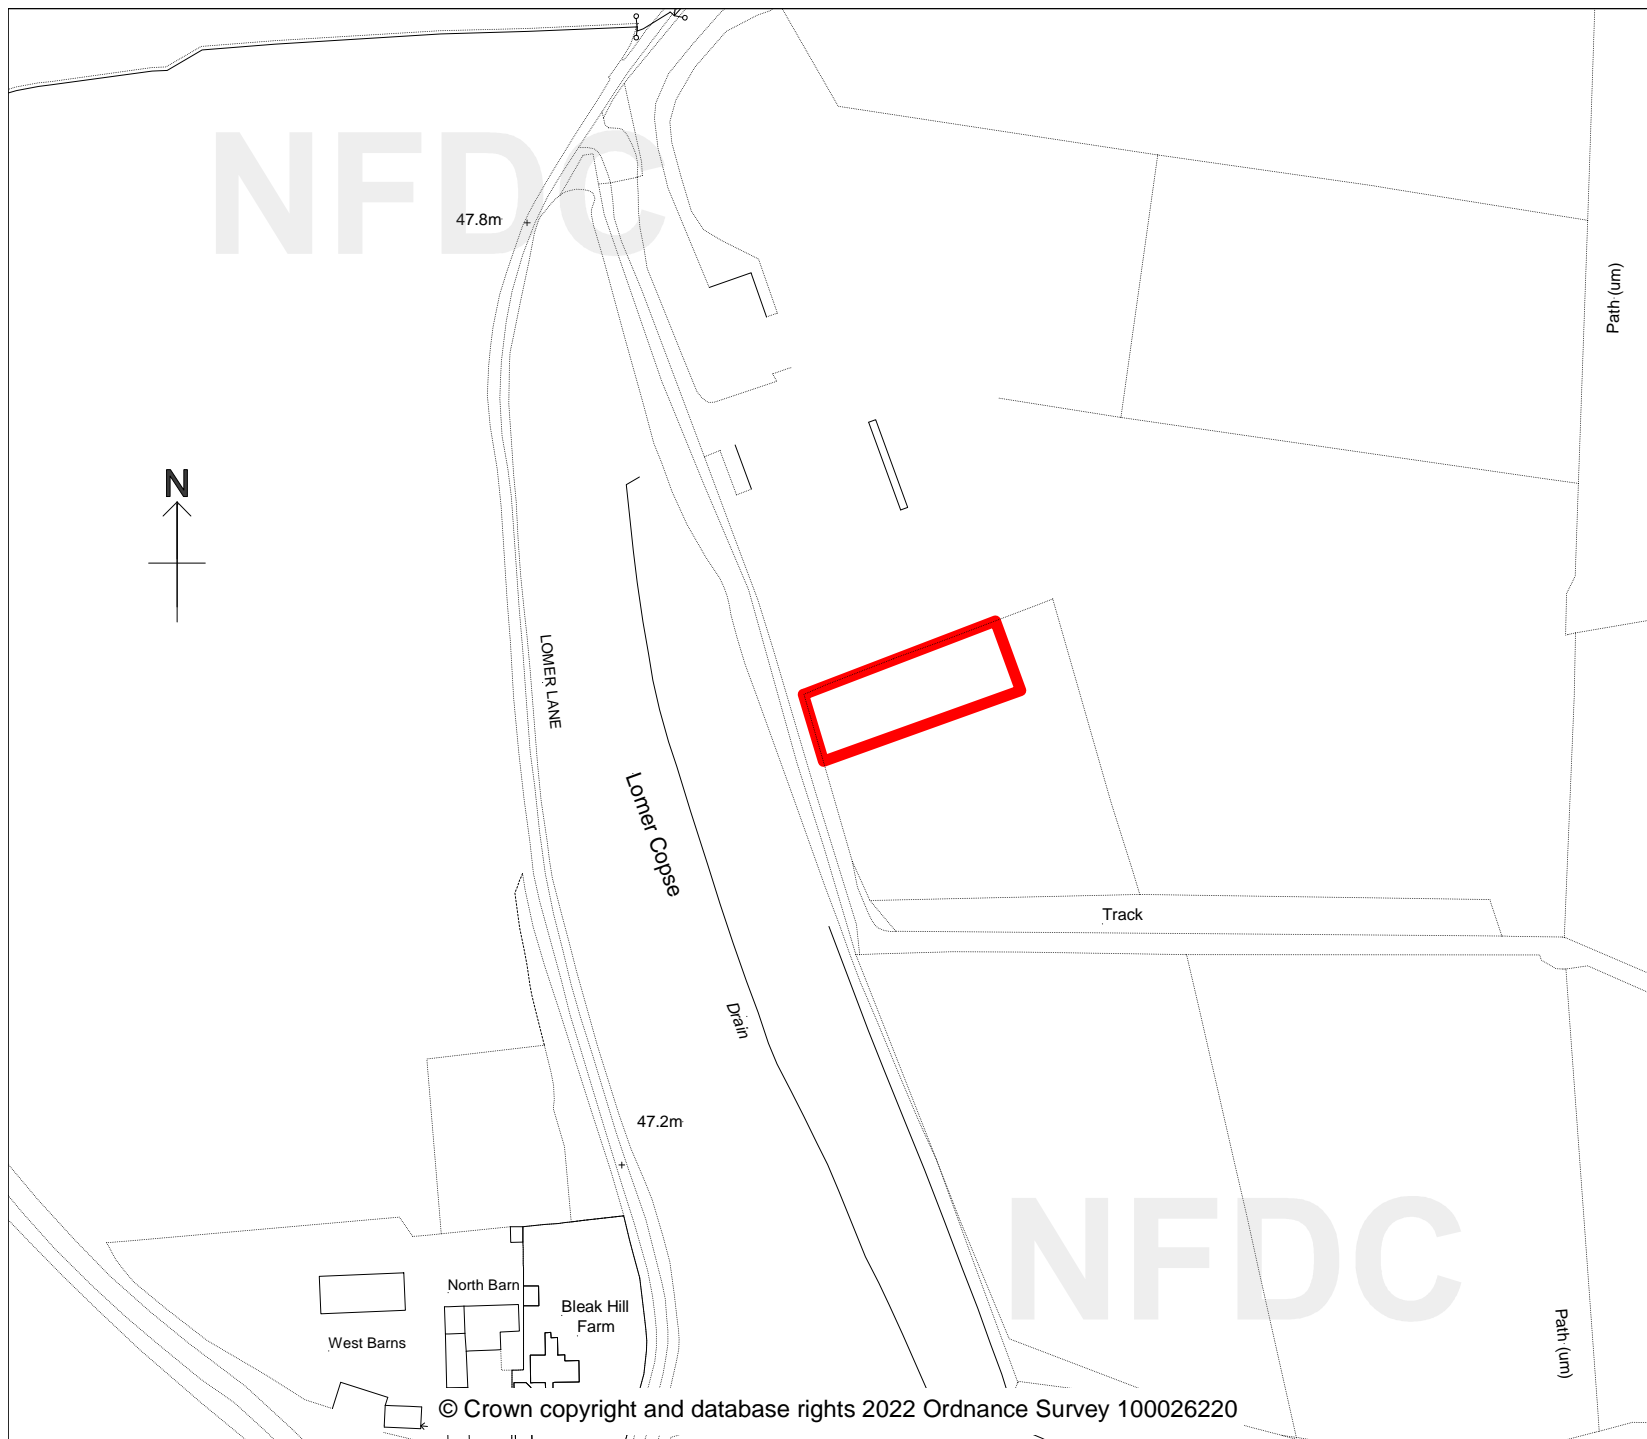 NFDC
47.8m
Path (um)
N
LOMER LANE
Lomer Copse
Track
Drain
47.2m
NFDC
North Barn
Bleak Hill
Farm
West Barns
Path (um)
© Crown copyright and database rights 2022 Ordnance Survey 100026220